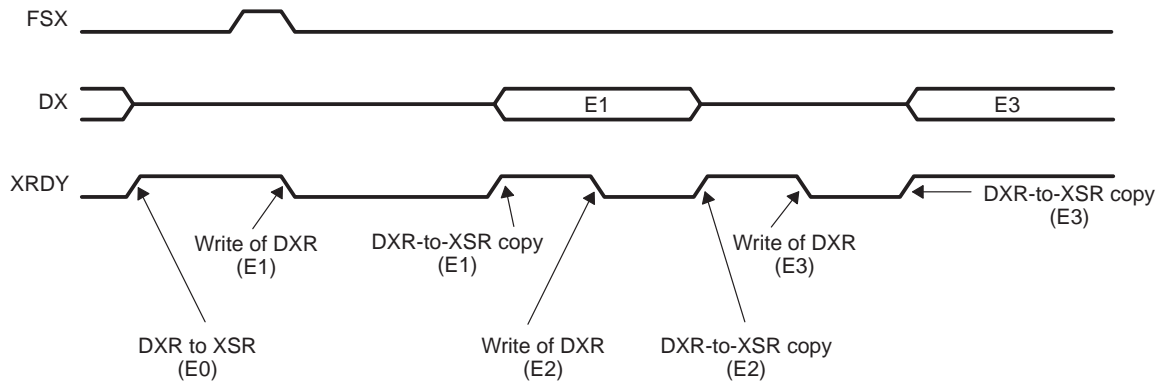 FSX
DX
E1
E3
XRDY
Write of DXR
(E1)
DXR-to-XSR copy
(E1)
Write of DXR
(E3)
DXR-to-XSR copy
(E3)
DXR to XSR
(E0)
Write of DXR
(E2)
DXR-to-XSR copy
(E2)